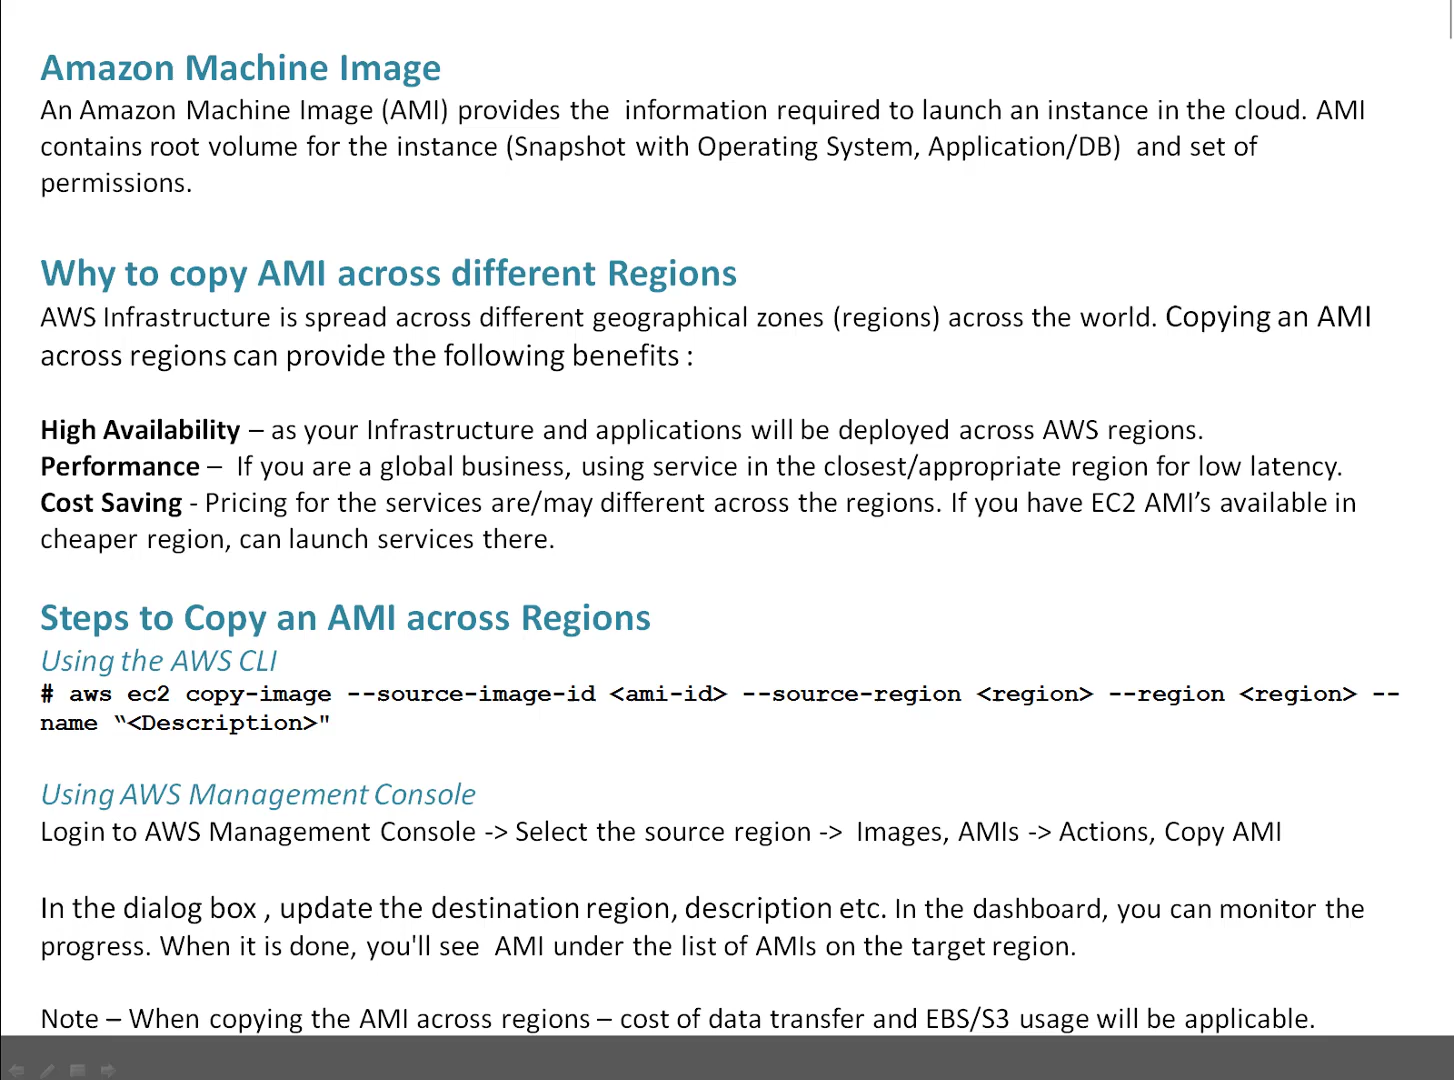 Amazon Machine Image
An Amazon Machine Image (AMI) provides the  information required to launch an instance in the cloud. AMI
contains root volume for the instance (Snapshot with Operating System, Application/DB)  and set of
permissions.
Why to copy AMI across different Regions
AWS Infrastructure is spread across different geographical zones (regions) across the world. Copying an AMI
across regions can provide the following benefits :
High Availability – as your Infrastructure and applications will be deployed across AWS regions.
Performance –  If you are a global business, using service in the closest/appropriate region for low latency.
Cost Saving - Pricing for the services are/may different across the regions. If you have EC2 AMI’s available in
cheaper region, can launch services there.
Steps to Copy an AMI across Regions
Using the AWS CLI
# aws ec2 copy-image --source-image-id <ami-id> --source-region <region> --region <region> --
name “<Description>"
Using AWS Management Console
Login to AWS Management Console -> Select the source region ->  Images, AMIs -> Actions, Copy AMI
In the dialog box , update the destination region, description etc. In the dashboard, you can monitor the
progress. When it is done, you'll see  AMI under the list of AMIs on the target region.
Note – When copying the AMI across regions – cost of data transfer and EBS/S3 usage will be applicable.